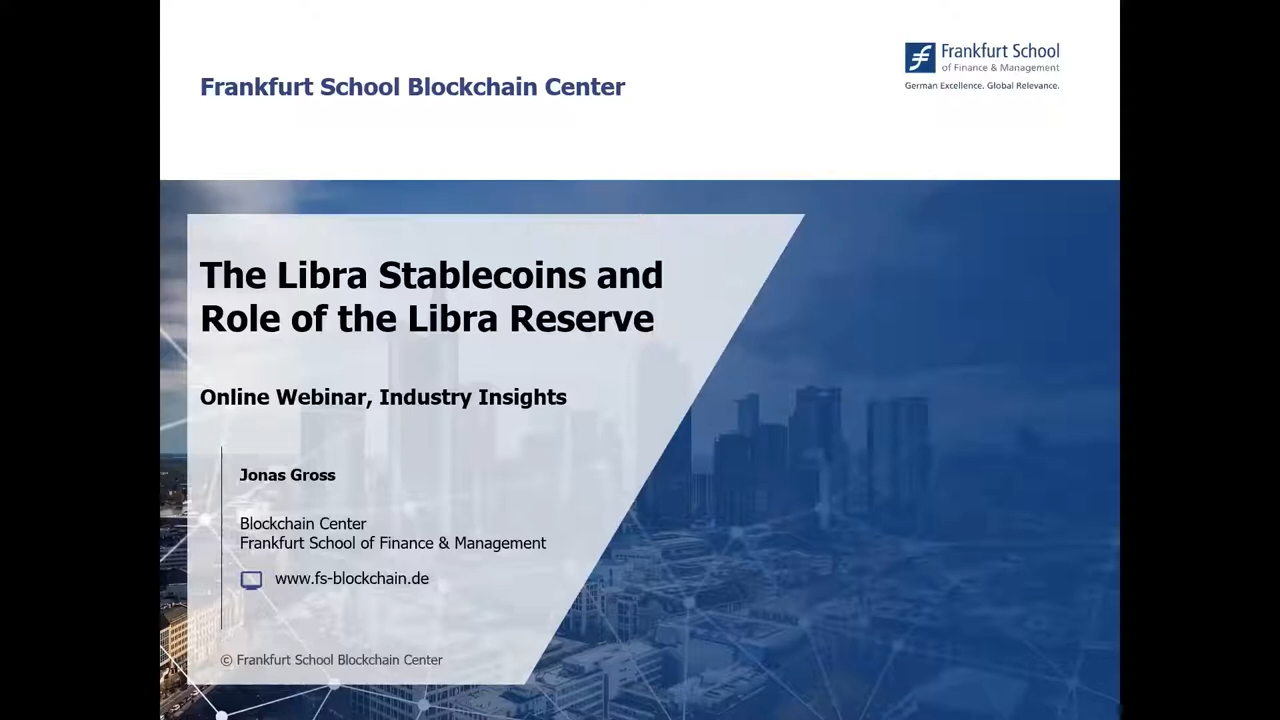 Frankfurt School Blockchain Center
Frankfurt School
of Finance & Management
German Excellence. Global Relevance.
The Libra Stablecoins and
Role of the Libra Reserve
Online Webinar, Industry Insights
Jonas Gross
Blockchain Center
Frankfurt School of Finance & Management
www.fs-blockchain.de
© Frankfurt School Blockchain Center